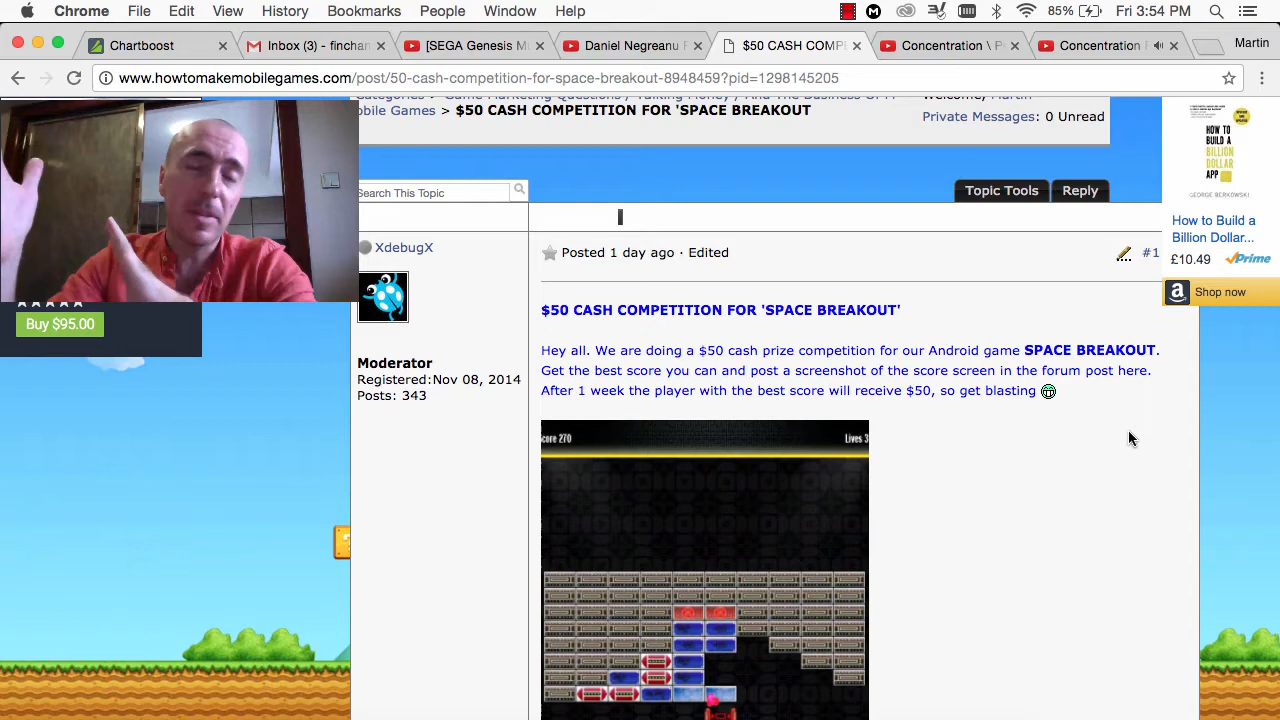 Chrome File Edit View History Bookmarks People Window Help 85% Fri 3:54 PM
Chartboost Inbox (3) - finchan [SEGA Genesis M Daniel Negreanu $50 CASH COMPE Concentration \ P Concentration Martin
www.howtomakemobilegames.com/post/50-cash-competition-for-space-breakout-8948459?pid=1298145205
obile Games > $50 CASH COMPETITION FOR 'SPACE BREAKOUT
Private Messages: 0 Unread
Search This Topic
Topic Tools Reply
XdebugX
Posted 1 day ago · Edited
#1
Moderator
Registered:Nov 08, 2014
Posts: 343
$50 CASH COMPETITION FOR 'SPACE BREAKOUT'
Hey all. We are doing a $50 cash prize competition for our Android game SPACE BREAKOUT.
Get the best score you can and post a screenshot of the score screen in the forum post here.
After 1 week the player with the best score will receive $50, so get blasting
core 270 Lives 3
Buy $95.00
HOW TO
BUILD A
BILLION
DOLLAR
APP
GEORGE BERKOWSKI
How to Build a
Billion Dollar...
£10.49 Prime
Shop now